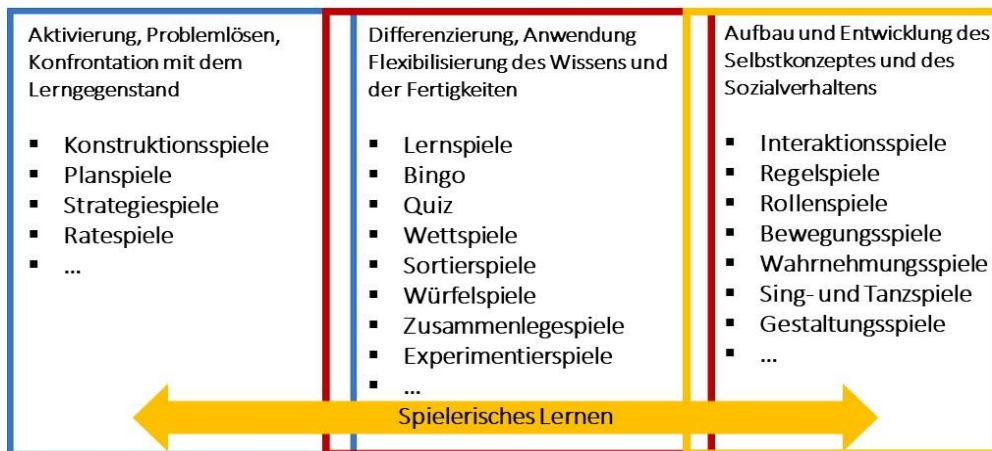 Aktivierung, Problemlösen,
Konfrontation mit dem
Lerngegenstand
▪ Konstruktionsspiele
▪ Planspiele
▪ Strategiespiele
▪ Ratespiele
▪ ...
Differenzierung, Anwendung
Flexibilisierung des Wissens und
der Fertigkeiten
▪ Lernspiele
▪ Bingo
▪ Quiz
▪ Wettspiele
▪ Sortierspiele
▪ Würfelspiele
▪ Zusammenlegespiele
▪ Experimentierspiele
▪ ...
Aufbau und Entwicklung des
Selbstkonzeptes und des
Sozialverhaltens
▪ Interaktionsspiele
▪ Regelspiele
▪ Rollenspiele
▪ Bewegungsspiele
▪ Wahrnehmungsspiele
▪ Sing- und Tanzspiele
▪ Gestaltungsspiele
▪ ...
Spielerisches Lernen